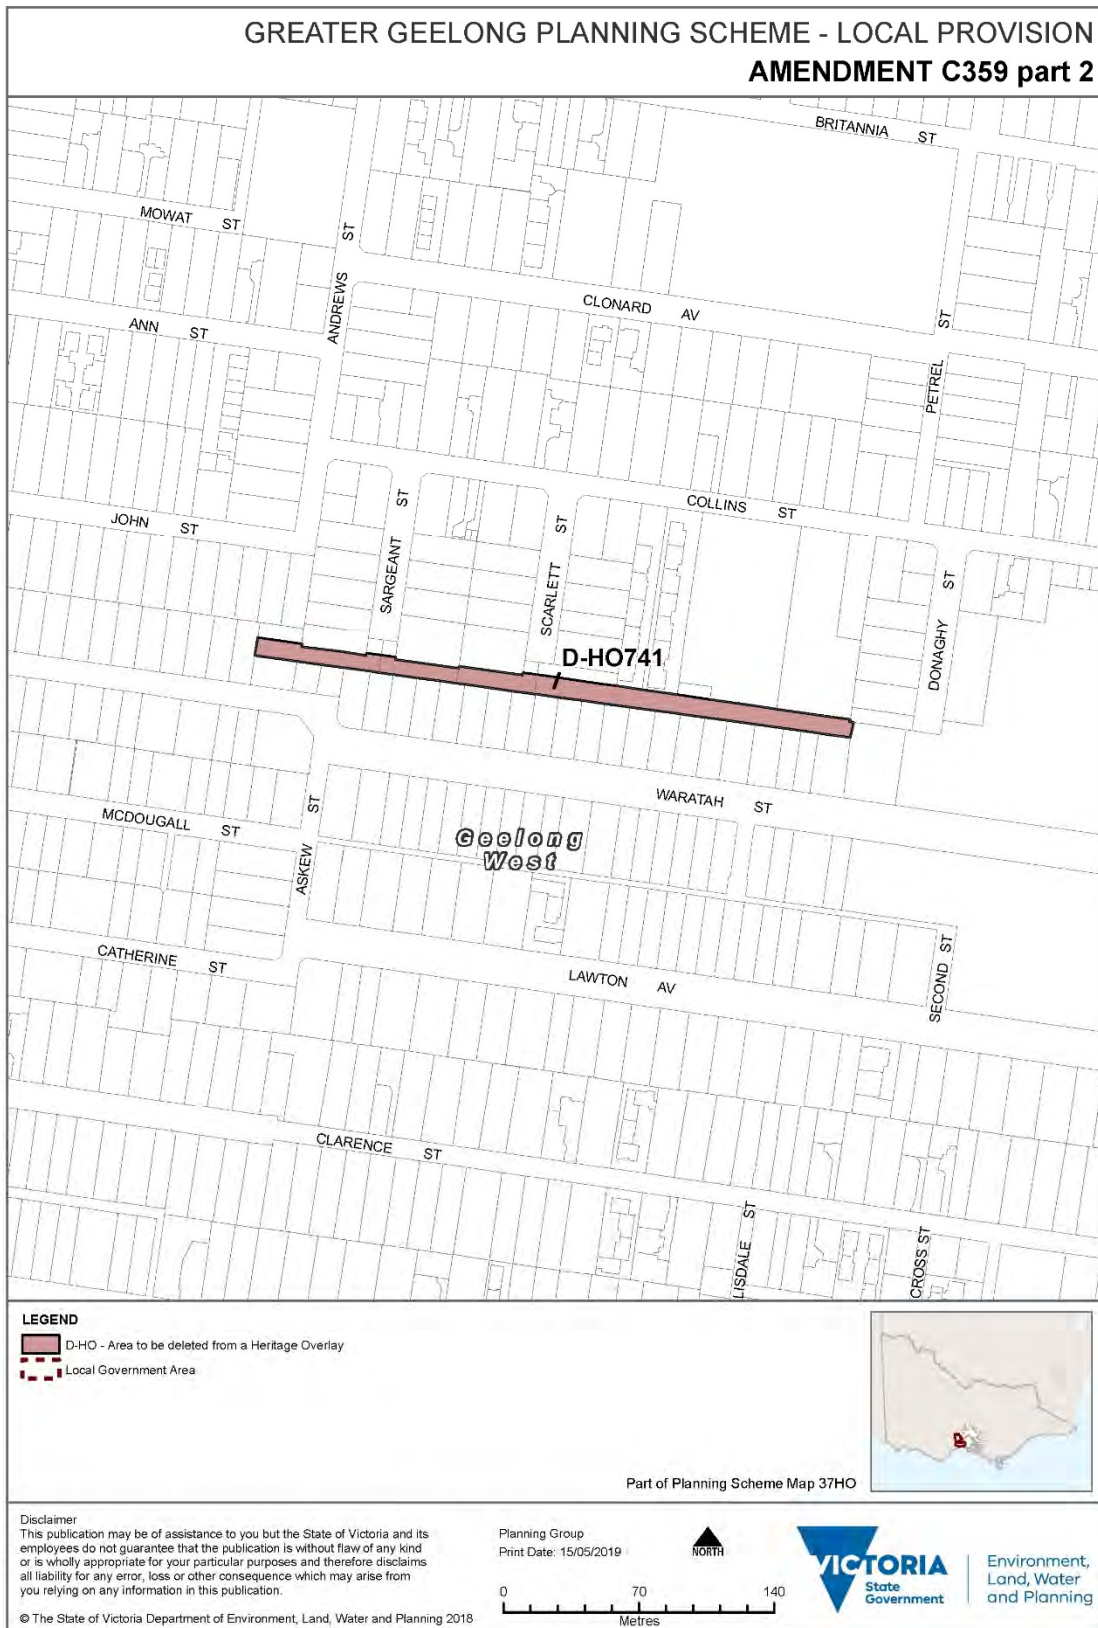 GREATER GEELONG PLANNING SCHEME - LOCAL PROVISION
AMENDMENT C359 part 2
BRITANNIA ST
MOWAT ST
ANDREWS ST
CLONARD AV
ANN ST
PETREL ST
COLLINS ST
JOHN ST
SARGEANT ST
SCARLETT ST
DONAGHY ST
D-HO741
WARATAH ST
MCDOUGALL ST
ASKEW ST
Geelong
West
CATHERINE ST
LAWTON AV
SECOND ST
CLARENCE ST
LISDALE ST
CROSS ST
LEGEND
D-HO - Area to be deleted from a Heritage Overlay
Local Government Area
Part of Planning Scheme Map 37HO
Disclaimer
This publication may be of assistance to you but the State of Victoria and its
employees do not guarantee that the publication is without flaw of any kind
or is wholly appropriate for your particular purposes and therefore disclaims
all liability for any error, loss or other consequence which may arise from
you relying on any information in this publication.
© The State of Victoria Department of Environment, Land, Water and Planning 2018
Planning Group
Print Date: 15/05/2019
NORTH
0 70 140
Metres
VICTORIA
State
Government
Environment,
Land, Water
and Planning